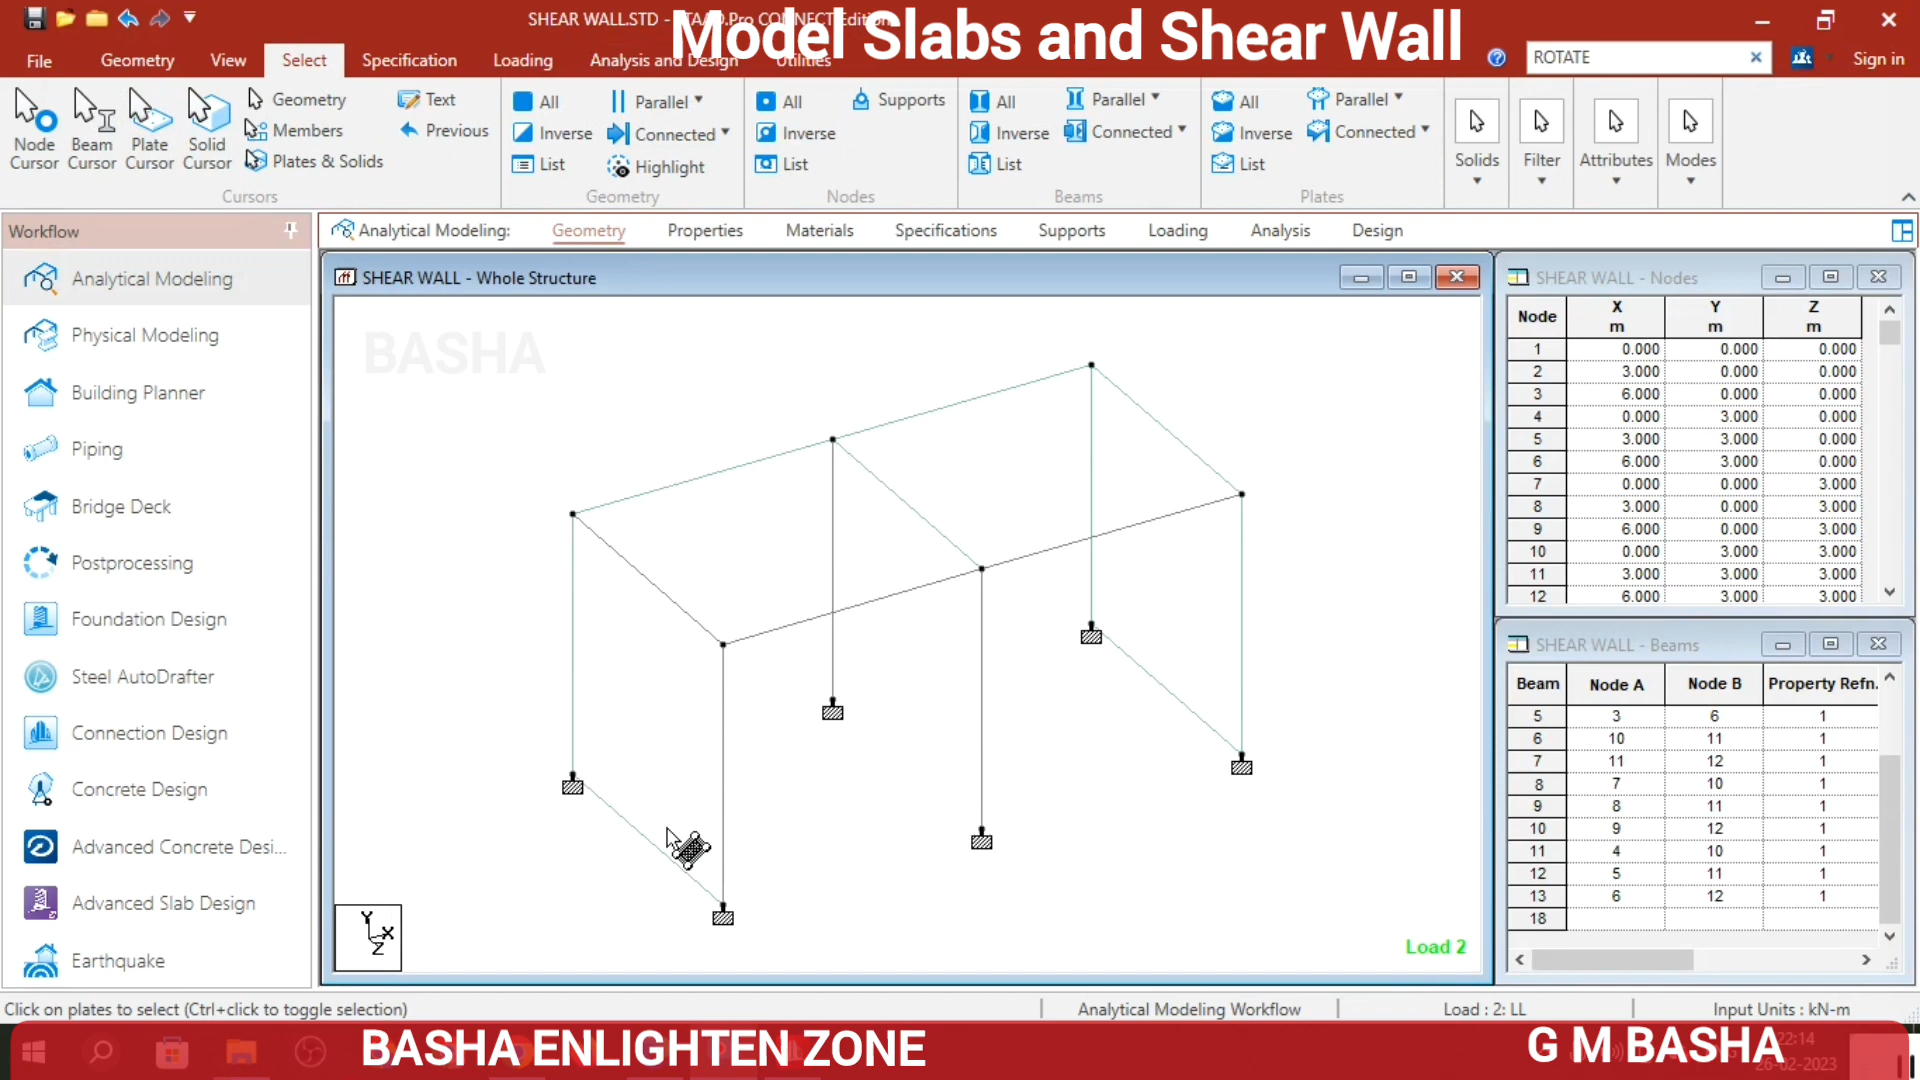 SHEAR WALL.STD -
Model Slabs and Shear Wall
File
Geometry
View
Select
Specification
Loading
Analysis and Design
Utilities
ROTATE
Sign in
Node Cursor
Beam Cursor
Plate Cursor
Solid Cursor
Geometry
Members
Plates & Solids
Text
Previous
Cursors
All
Inverse
List
Parallel
Connected
Highlight
Geometry
All
Inverse
List
Supports
Nodes
All
Inverse
List
Parallel
Connected
Beams
All
Inverse
List
Parallel
Connected
Plates
Solids
Filter
Attributes
Modes
Workflow
Analytical Modeling
Physical Modeling
Building Planner
Piping
Bridge Deck
Postprocessing
Foundation Design
Steel AutoDrafter
Connection Design
Concrete Design
Advanced Concrete Desi...
Advanced Slab Design
Earthquake
Analytical Modeling:
Geometry
Properties
Materials
Specifications
Supports
Loading
Analysis
Design
SHEAR WALL - Whole Structure
BASHA
Y
X
Z
Load 2
SHEAR WALL - Nodes
Node X m Y m Z m
1 0.000 0.000 0.000
2 3.000 0.000 0.000
3 6.000 0.000 0.000
4 0.000 3.000 0.000
5 3.000 3.000 0.000
6 6.000 3.000 0.000
7 0.000 0.000 3.000
8 3.000 0.000 3.000
9 6.000 0.000 3.000
10 0.000 3.000 3.000
11 3.000 3.000 3.000
12 6.000 3.000 3.000
SHEAR WALL - Beams
Beam Node A Node B Property Refn.
5 3 6 1
6 10 11 1
7 11 12 1
8 7 10 1
9 8 11 1
10 9 12 1
11 4 10 1
12 5 11 1
13 6 12 1
18
Click on plates to select (Ctrl+click to toggle selection)
Analytical Modeling Workflow
Load : 2: LL
Input Units : kN-m
BASHA ENLIGHTEN ZONE
G M BASHA
22:14
26-02-2023